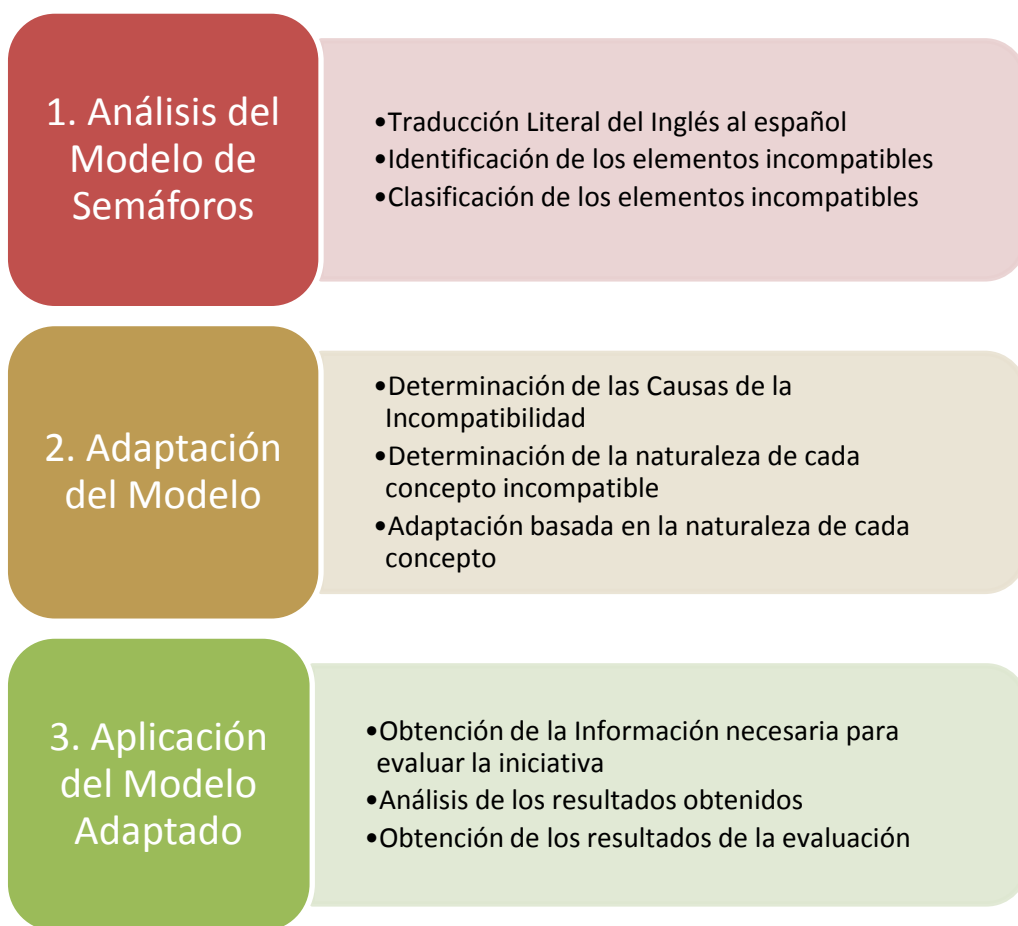 1. Análisis del
Modelo de
Semáforos
•Traducción Literal del Inglés al español
•Identificación de los elementos incompatibles
•Clasificación de los elementos incompatibles
2. Adaptación
del Modelo
•Determinación de las Causas de la
Incompatibilidad
•Determinación de la naturaleza de cada
concepto incompatible
•Adaptación basada en la naturaleza de cada
concepto
3. Aplicación
del Modelo
Adaptado
•Obtención de la Información necesaria para
evaluar la iniciativa
•Análisis de los resultados obtenidos
•Obtención de los resultados de la evaluación